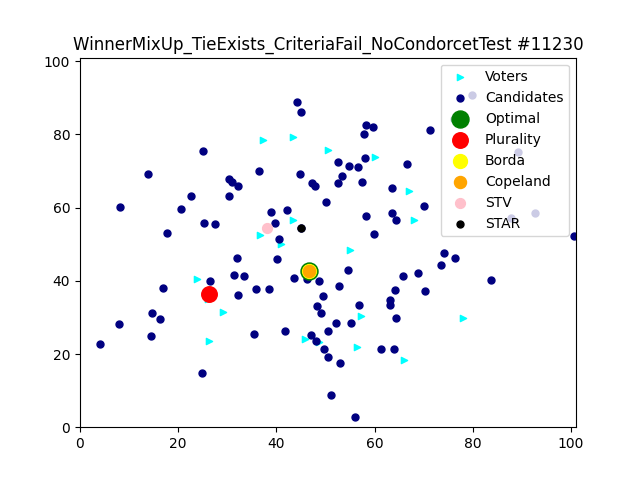 WinnerMixUp_TieExists_CriteriaFail_NoCondorcetTest #11230
100
80
60
40
20
0
0 20 40 60 80 100
Voters
Candidates
Optimal
Plurality
Borda
Copeland
STV
STAR